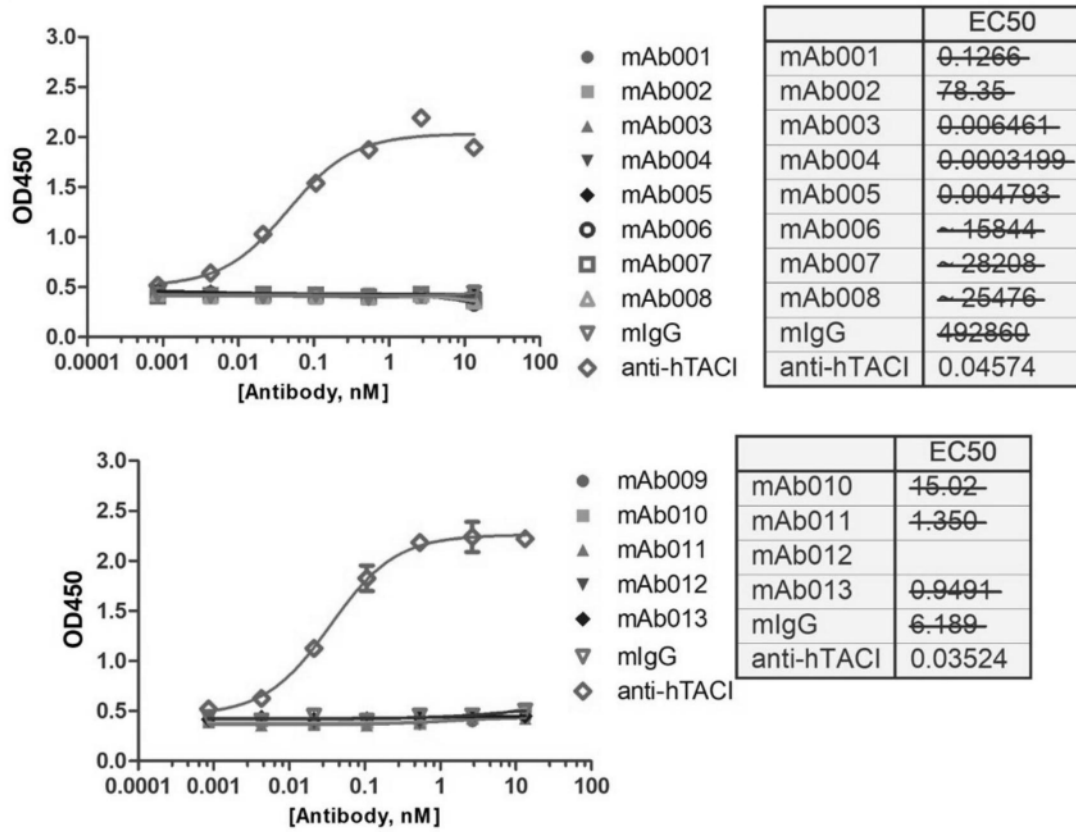 3.0
2.5
2.0
1.5
1.0
0.5
0.0
OD450
0.0001 0.001 0.01 0.1 1 10 100
[Antibody, nM]
mAb001
mAb002
mAb003
mAb004
mAb005
mAb006
mAb007
mAb008
mIgG
anti-hTACI
EC50
mAb001 0.1266
mAb002 78.35
mAb003 0.006461
mAb004 0.0003199
mAb005 0.004793
mAb006 ~ 15844
mAb007 ~ 28208
mAb008 ~ 25476
mIgG 492860
anti-hTACI 0.04574
3.0
2.5
2.0
1.5
1.0
0.5
0.0
OD450
0.0001 0.001 0.01 0.1 1 10 100
[Antibody, nM]
mAb009
mAb010
mAb011
mAb012
mAb013
mIgG
anti-hTACI
EC50
mAb010 15.02
mAb011 1.350
mAb012
mAb013 0.9491
mIgG 6.189
anti-hTACI 0.03524